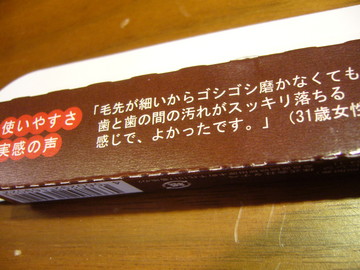 使いやすさ
実感の声
「毛先が細いからゴシゴシ磨かなくても
歯と歯の間の汚れがスッキリ落ちる
感じで、よかったです。」（31歳女性